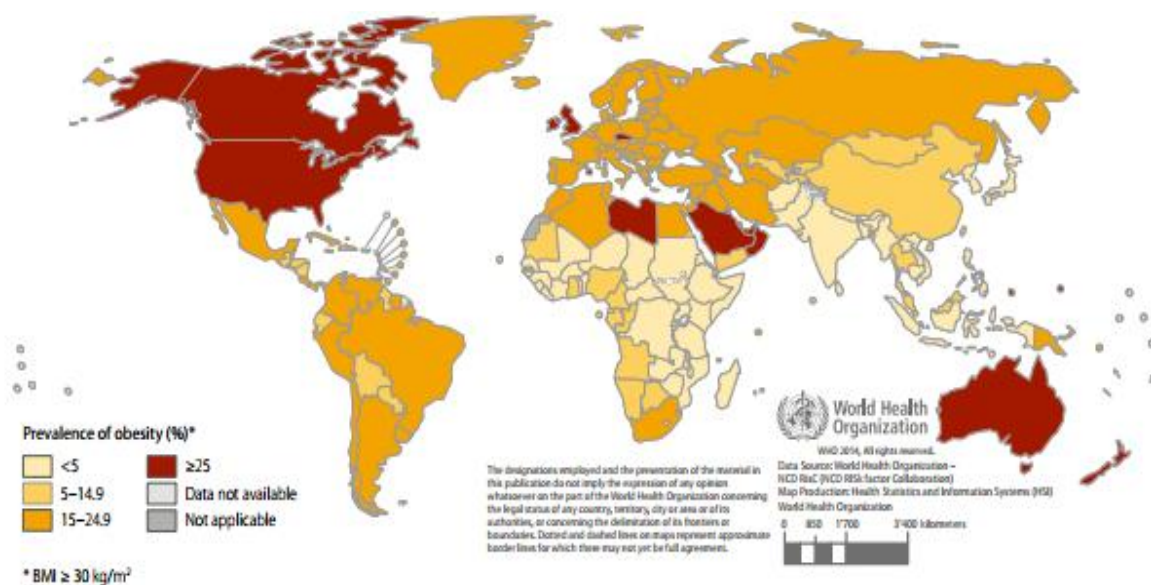 Prevalence of obesity (%)*
<5
5–14.9
15–24.9
≥25
Data not available
Not applicable
* BMI ≥ 30 kg/m²
The designations employed and the presentation of the material in
this publication do not imply the expression of any opinion
whatsoever on the part of the World Health Organization concerning
the legal status of any country, territory, city or area or of its
authorities, or concerning the delimitation of its frontiers or
boundaries. Dotted and dashed lines on maps represent approximate
border lines for which there may not yet be full agreement.
World Health
Organization
WHO 2014, All rights reserved.
Data Source: World Health Organization –
NCD RisC (NCD RISk factor Collaboration)
Map Production: Health Statistics and Information Systems (HSI)
World Health Organization
0 850 1'700 3'400 kilometers